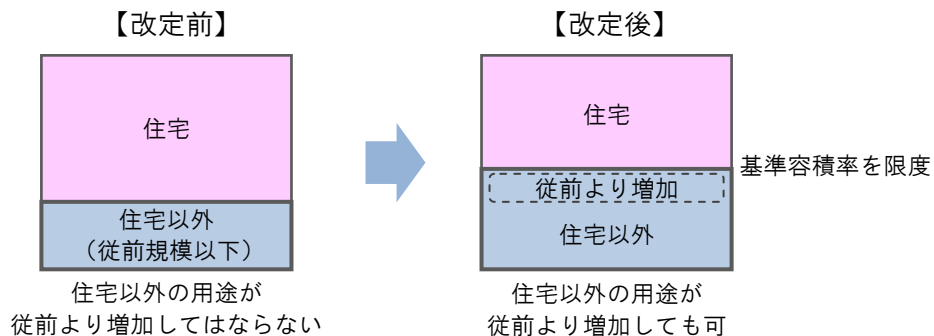 【改定前】
住宅
住宅以外
（従前規模以下）
住宅以外の用途が
従前より増加してはならない
【改定後】
住宅
従前より増加
住宅以外
基準容積率を限度
住宅以外の用途が
従前より増加しても可